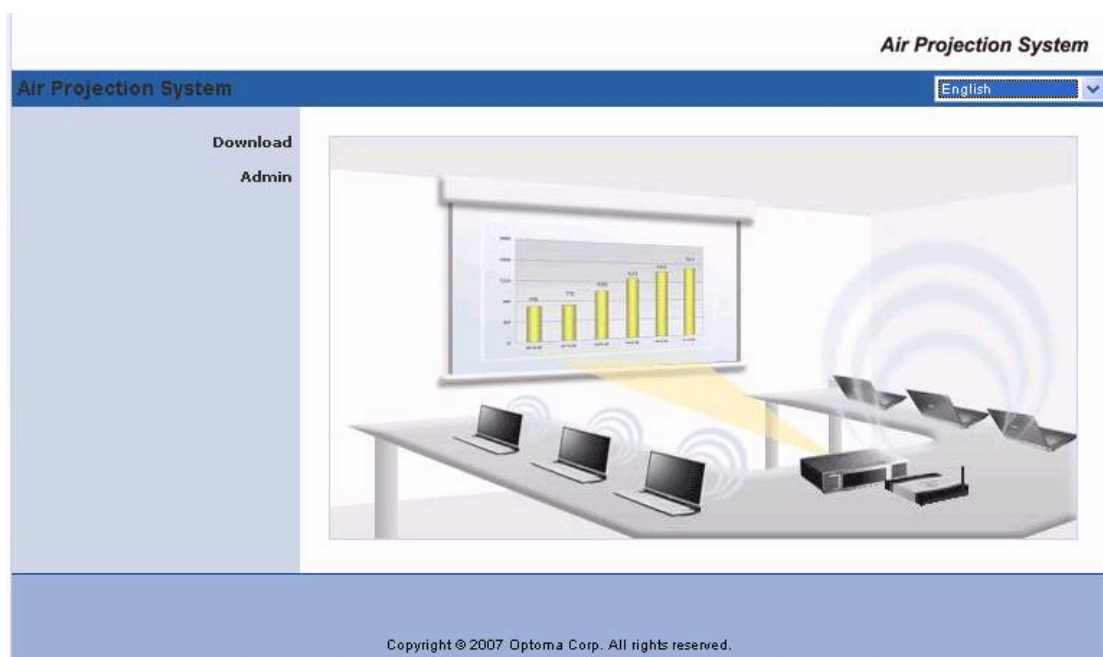 Air Projection System
Air Projection System
English
Download
Admin
Copyright © 2007 Optoma Corp. All rights reserved.